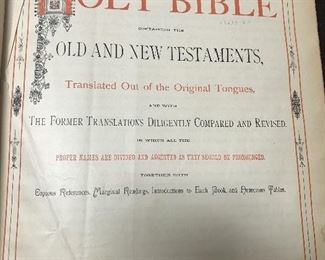 HOLY BIBLE
CONTAINING THE
OLD AND NEW TESTAMENTS,
Translated Out of the Original Tongues,
AND WITH
THE FORMER TRANSLATIONS DILIGENTLY COMPARED AND REVISED.
IN WHICH ALL THE
PROPER NAMES ARE DIVIDED AND ACCENTED AS THEY SHOULD BE PRONOUNCED.
TOGETHER WITH
Copious References, Marginal Readings, Introductions to Each Book, and Numerous Tables.